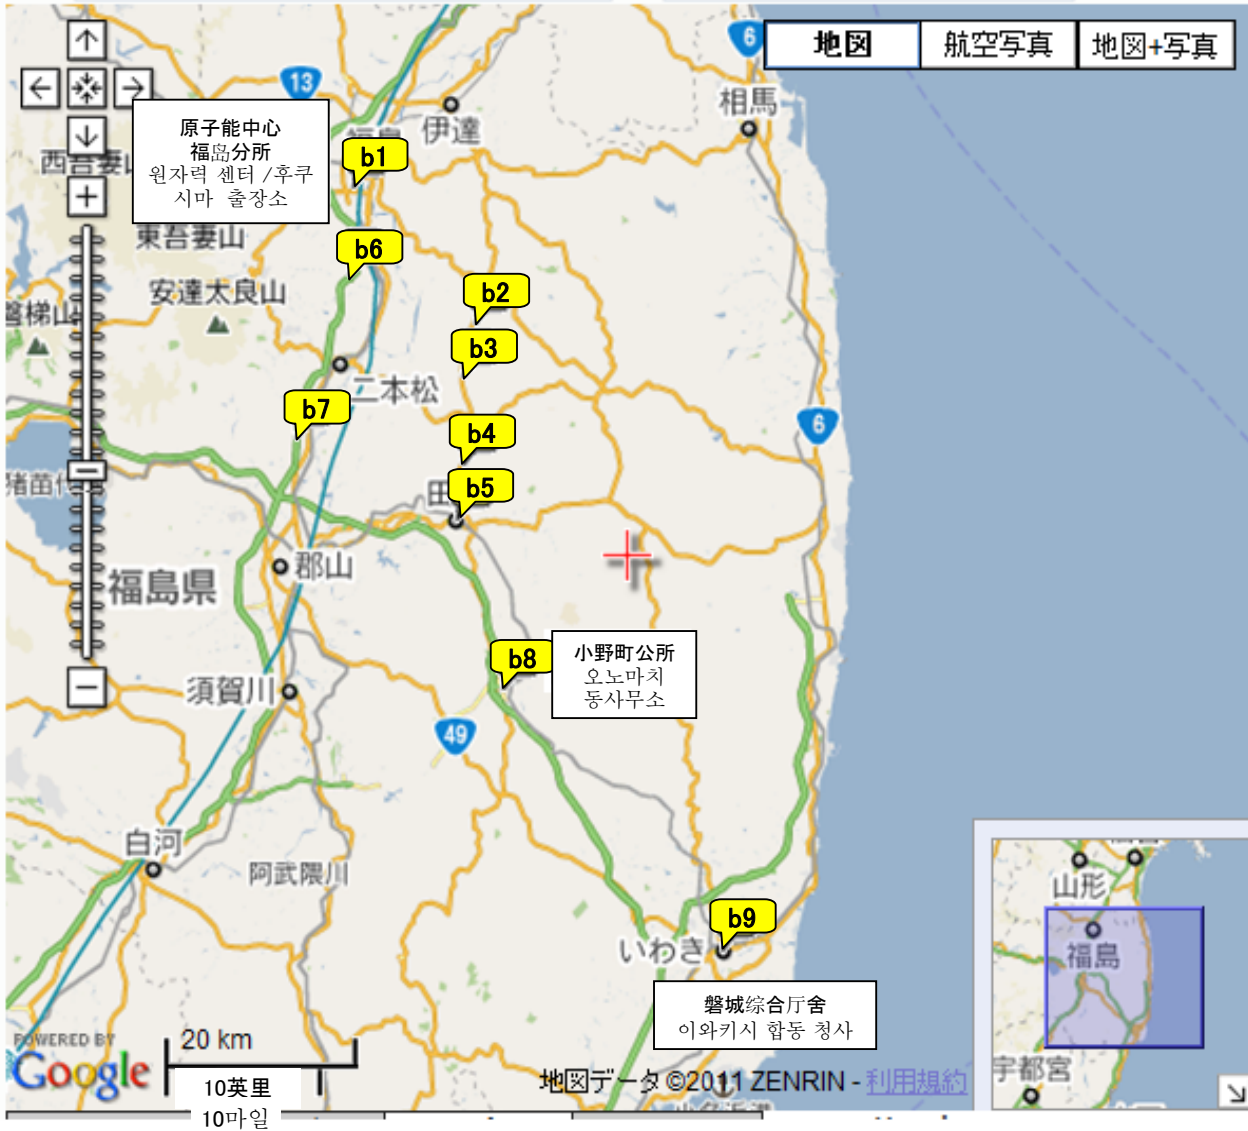 6
地図
航空写真
地図+写真
13
相馬
伊達
原子能中心
福岛分所
원자력 센터 /후쿠
시마 출장소
b1
西吾妻
東吾妻山
b6
安達太良山
b2
磐梯山
b3
二本松
b7
6
b4
猪苗代
b5
田
郡山
福島県
b8
小野町公所
오노마치
동사무소
須賀川
49
白河
阿武隈川
b9
いわき
磐城综合厅舍
이와키시 합동 청사
山形
福島
宇都宮
POWERED BY
Google
20 km
10英里
10마일
地図データ ©2011 ZENRIN - 利用規約